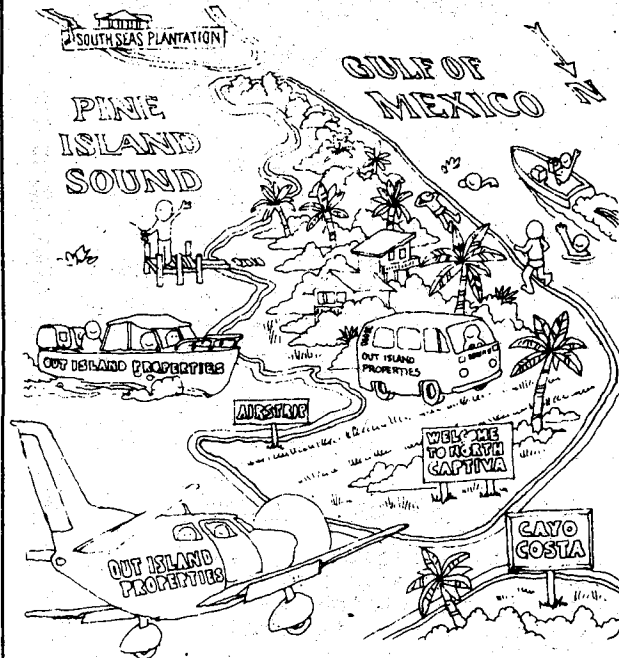 SOUTH SEAS PLANTATION
GULF OF
MEXICO
N
PINE
ISLAND
SOUND
OUT ISLAND
PROPERTIES
OUT ISLAND PROPERTIES
AIRSTRIP
WELCOME
TO NORTH
CAPTIVA
CAYO
COSTA
OUT ISLAND
PROPERTIES